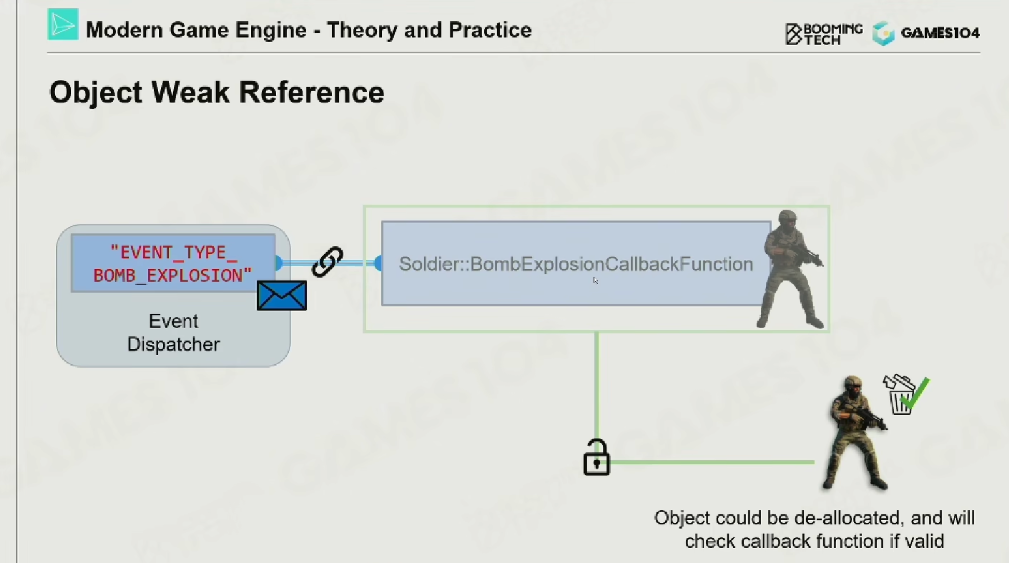 Modern Game Engine - Theory and Practice
BOOMING
TECH
GAMES104
Object Weak Reference
"EVENT_TYPE_
BOMB_EXPLOSION"
Event
Dispatcher
Soldier::BombExplosionCallbackFunction
Object could be de-allocated, and will
check callback function if valid